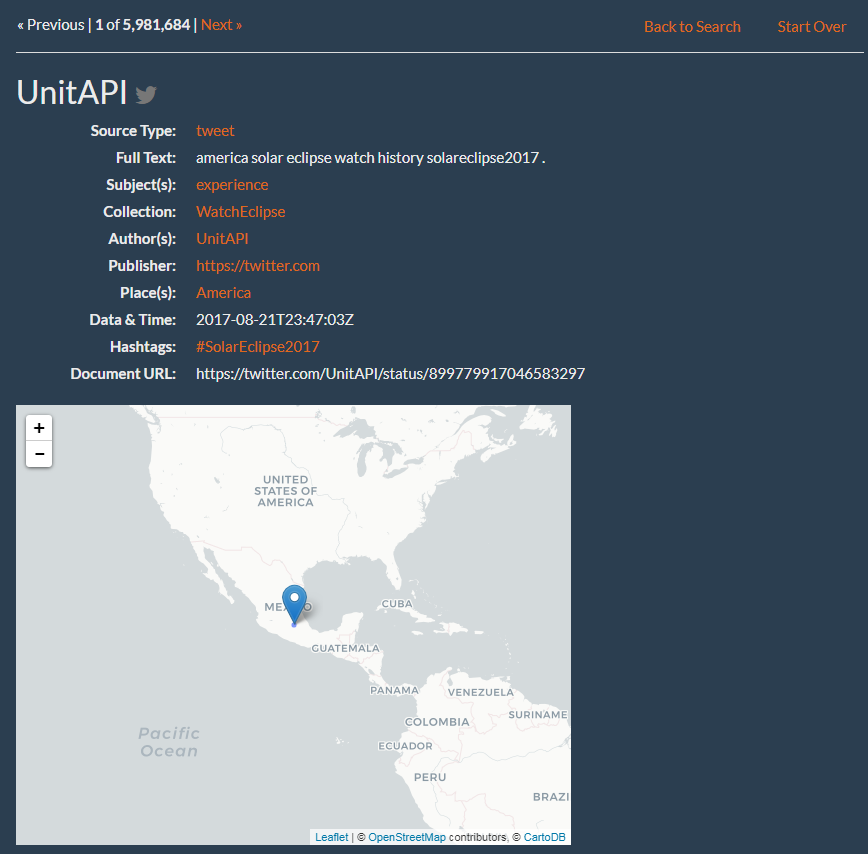 « Previous | 1 of 5,981,684 | Next »
Back to Search Start Over
UnitAPI
Source Type: tweet
Full Text: america solar eclipse watch history solareclipse2017 .
Subject(s): experience
Collection: WatchEclipse
Author(s): UnitAPI
Publisher: https://twitter.com
Place(s): America
Data & Time: 2017-08-21T23:47:03Z
Hashtags: #SolarEclipse2017
Document URL: https://twitter.com/UnitAPI/status/899779917046583297
+
−
UNITED
STATES OF
AMERICA
MEXICO
CUBA
GUATEMALA
PANAMA
VENEZUELA
COLOMBIA
SURINAME
ECUADOR
Pacific
Ocean
PERU
BRAZI
Leaflet | © OpenStreetMap contributors, © CartoDB